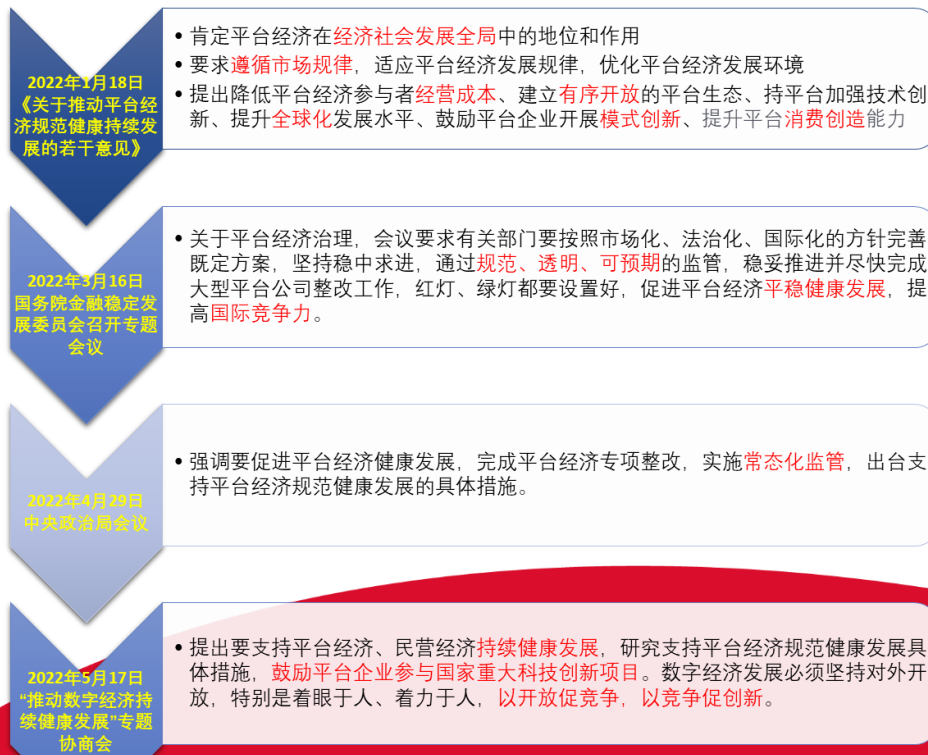 2022年1月18日
《关于推动平台经
济规范健康持续发
展的若干意见》
• 肯定平台经济在经济社会发展全局中的地位和作用
• 要求遵循市场规律，适应平台经济发展规律，优化平台经济发展环境
• 提出降低平台经济参与者经营成本、建立有序开放的平台生态、持平台加强技术创
新、提升全球化发展水平、鼓励平台企业开展模式创新、提升平台消费创造能力
2022年3月16日
国务院金融稳定发
展委员会召开专题
会议
• 关于平台经济治理，会议要求有关部门要按照市场化、法治化、国际化的方针完善
既定方案，坚持稳中求进，通过规范、透明、可预期的监管，稳妥推进并尽快完成
大型平台公司整改工作，红灯、绿灯都要设置好，促进平台经济平稳健康发展，提
高国际竞争力。
2022年4月29日
中央政治局会议
• 强调要促进平台经济健康发展，完成平台经济专项整改，实施常态化监管，出台支
持平台经济规范健康发展的具体措施。
2022年5月17日
“推动数字经济持
续健康发展”专题
协商会
• 提出要支持平台经济、民营经济持续健康发展，研究支持平台经济规范健康发展具
体措施，鼓励平台企业参与国家重大科技创新项目。数字经济发展必须坚持对外开
放，特别是着眼于人、着力于人，以开放促竞争，以竞争促创新。